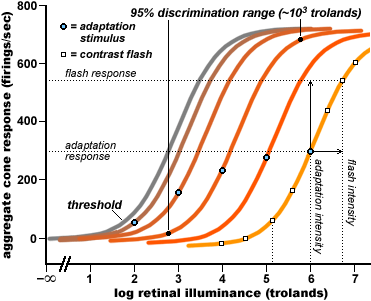 95% discrimination range (~10³ trolands)
= adaptation
stimulus
= contrast flash
flash response
adaptation
response
threshold
adaptation intensity
flash intensity
aggregate cone response (firings/sec)
800
600
400
200
0
-∞
1
2
3
4
5
6
7
log retinal illuminance (trolands)